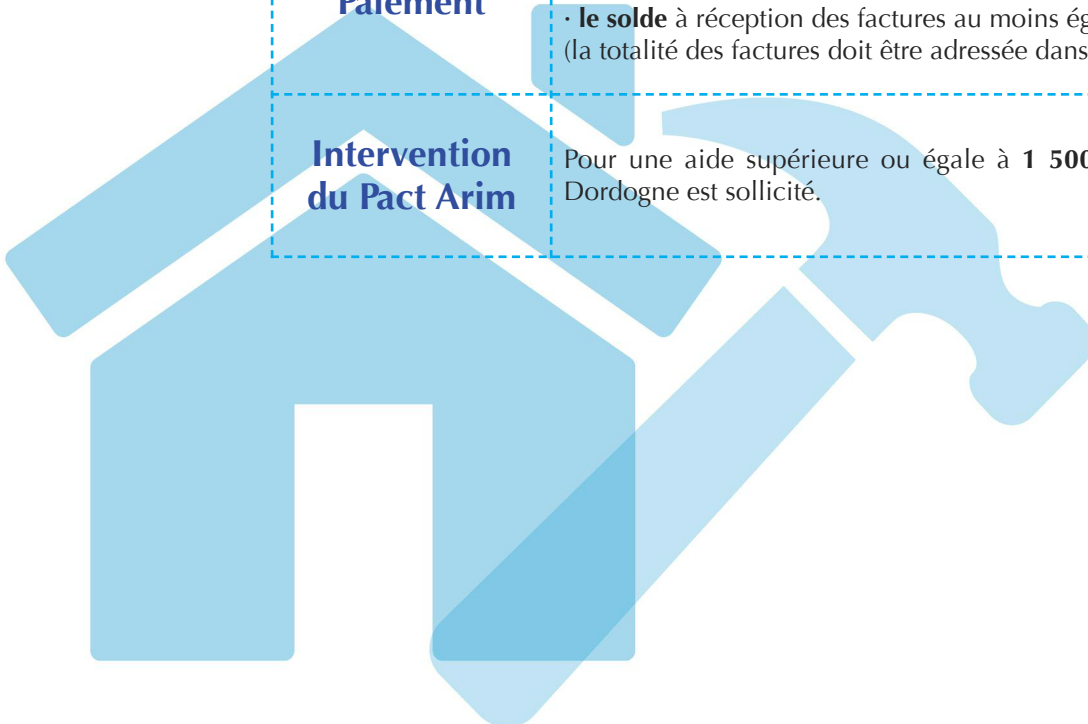 Paiement
· le solde à réception des factures au moins ég
(la totalité des factures doit être adressée dans
Intervention
du Pact Arim
Pour une aide supérieure ou égale à 1 500
Dordogne est sollicité.